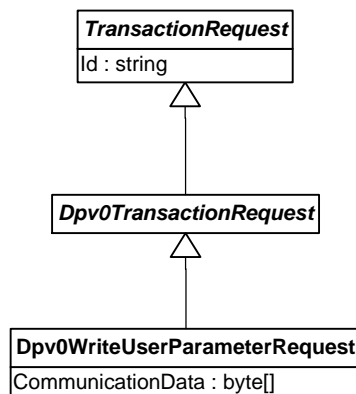 TransactionRequest
Id : string
Dpv0TransactionRequest
Dpv0WriteUserParameterRequest
CommunicationData : byte[]